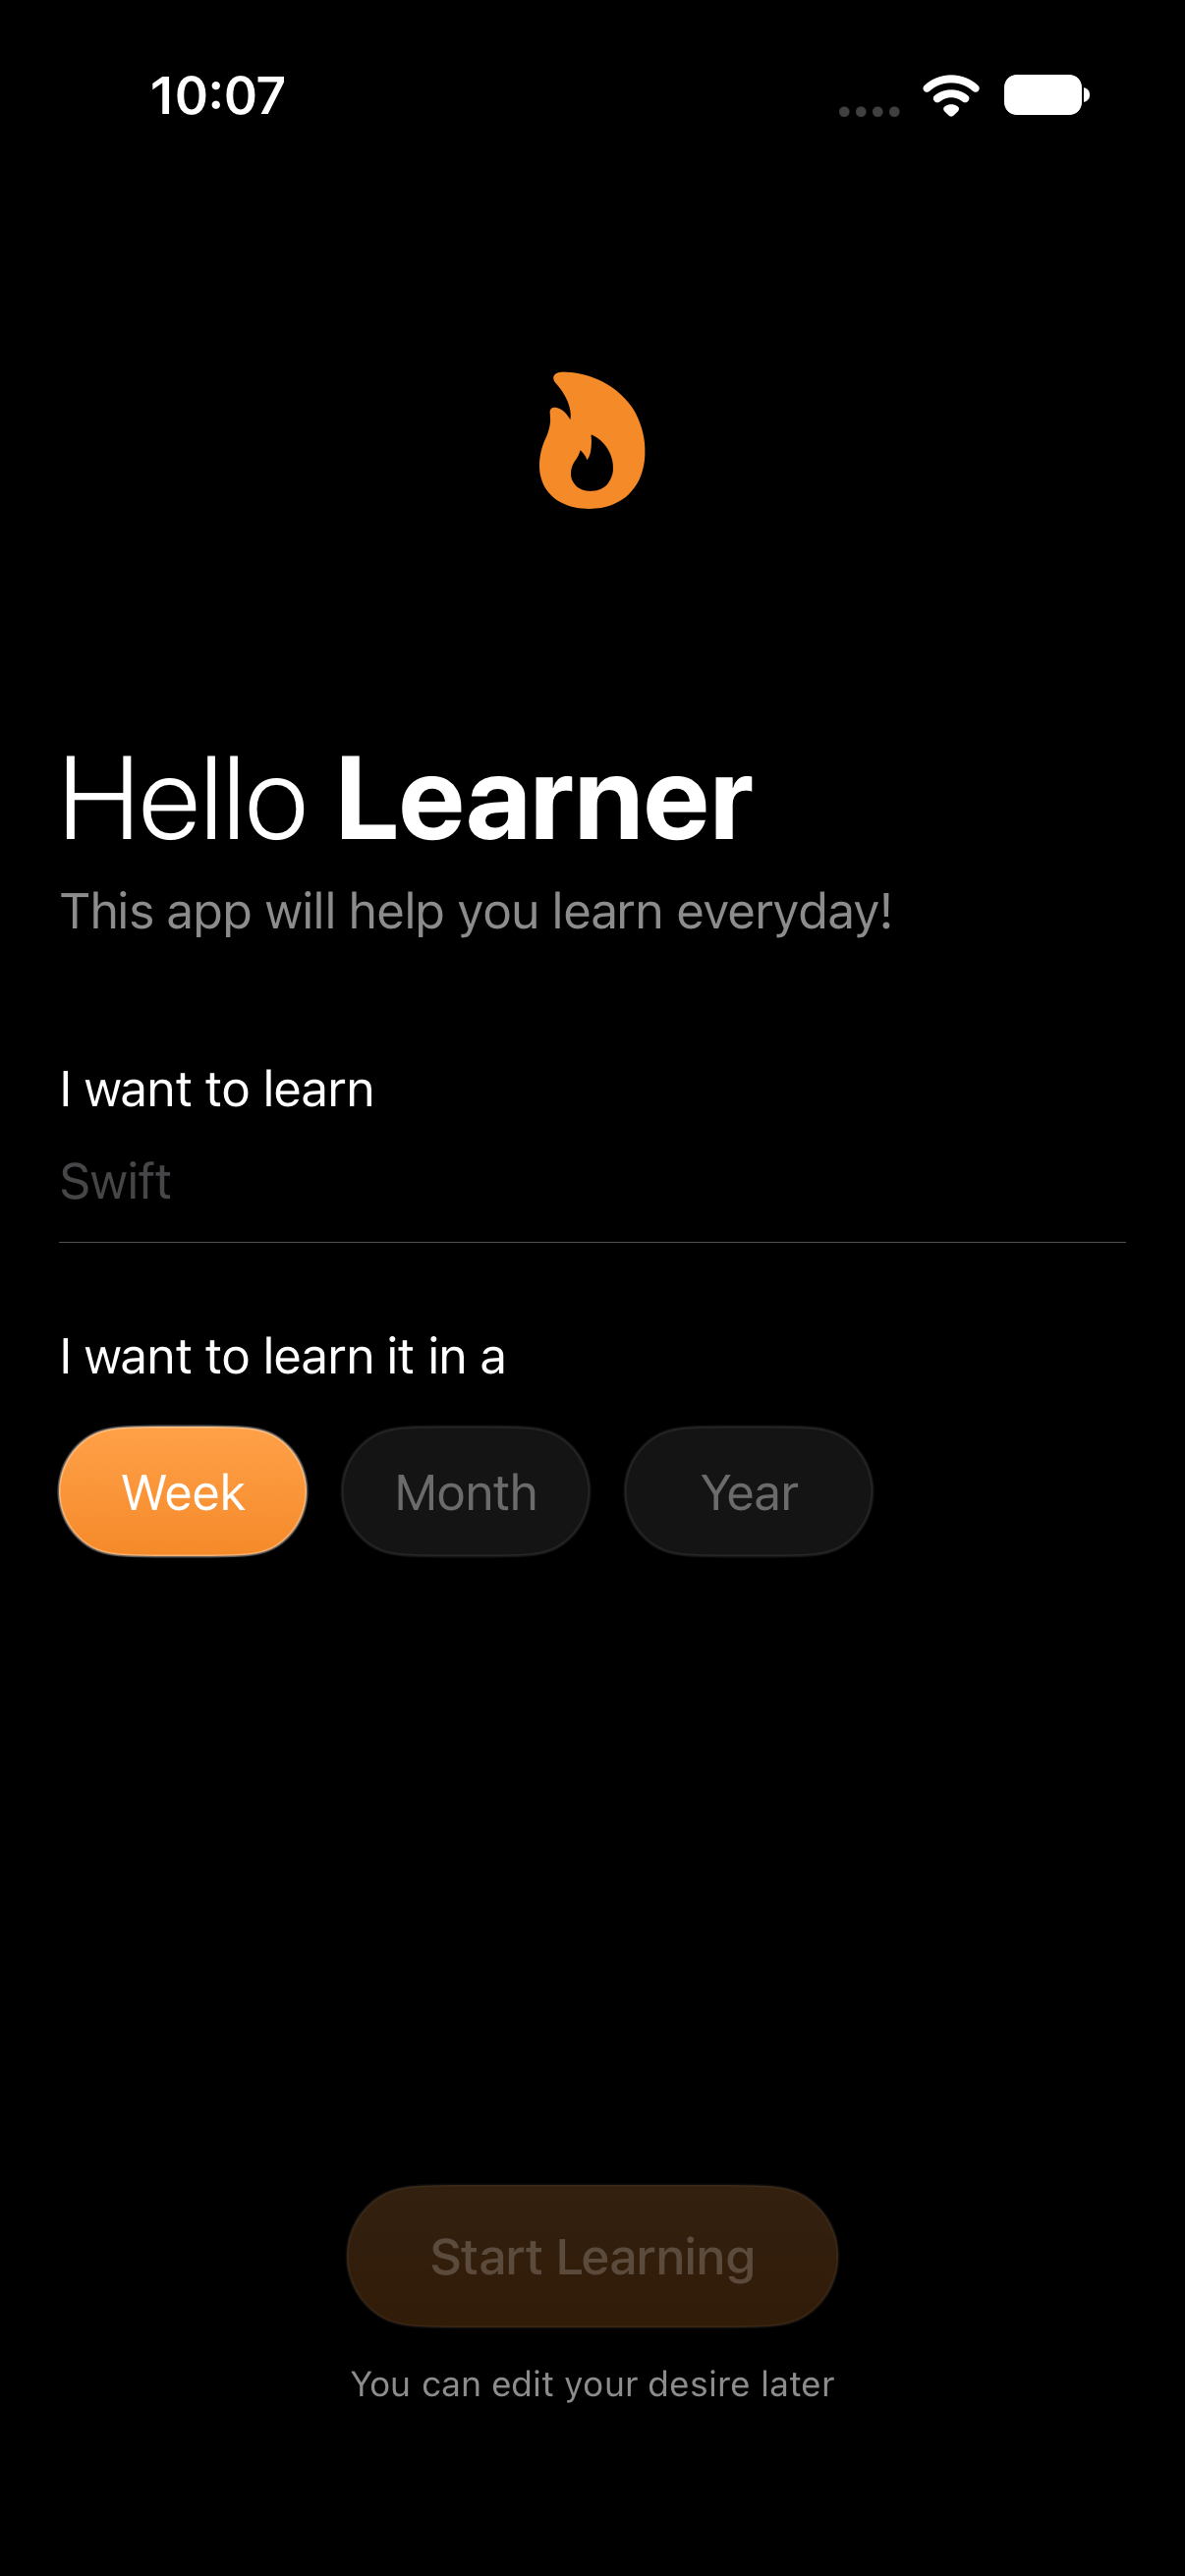 10:07
Hello Learner
This app will help you learn everyday!
I want to learn
Swift
I want to learn it in a
Week Month Year
Start Learning
You can edit your desire later